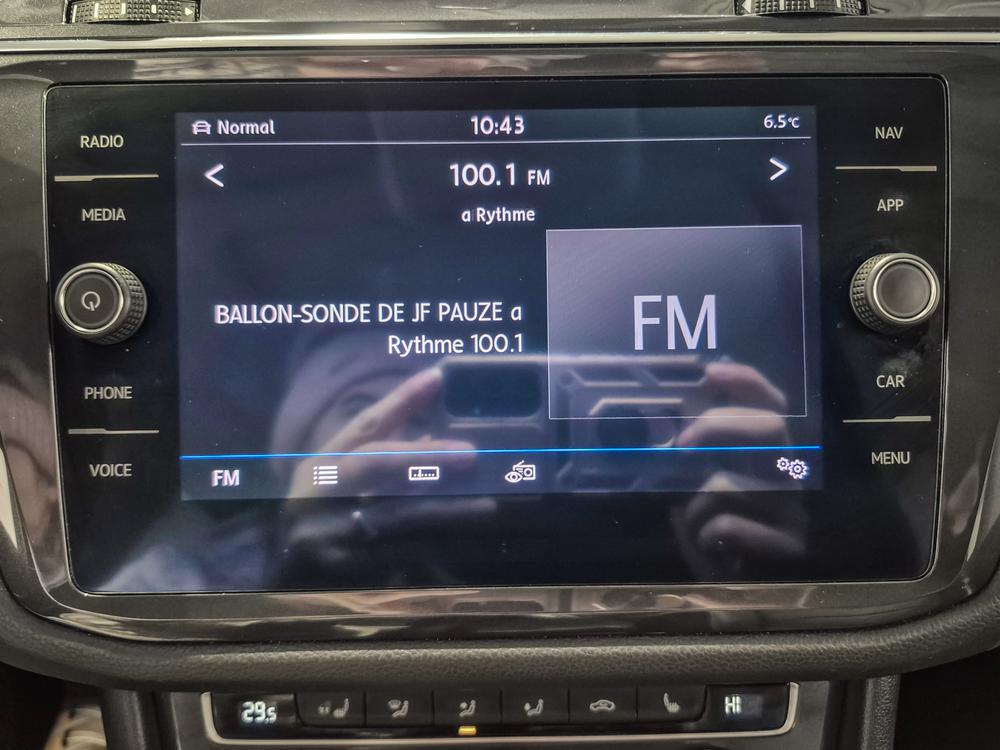 RADIO
MEDIA
PHONE
VOICE
Normal
10:43
6.5°C
<
100.1 FM
>
a Rythme
BALLON-SONDE DE JF PAUZE a
Rythme 100.1
FM
FM
NAV
APP
CAR
MENU
29.5
HI